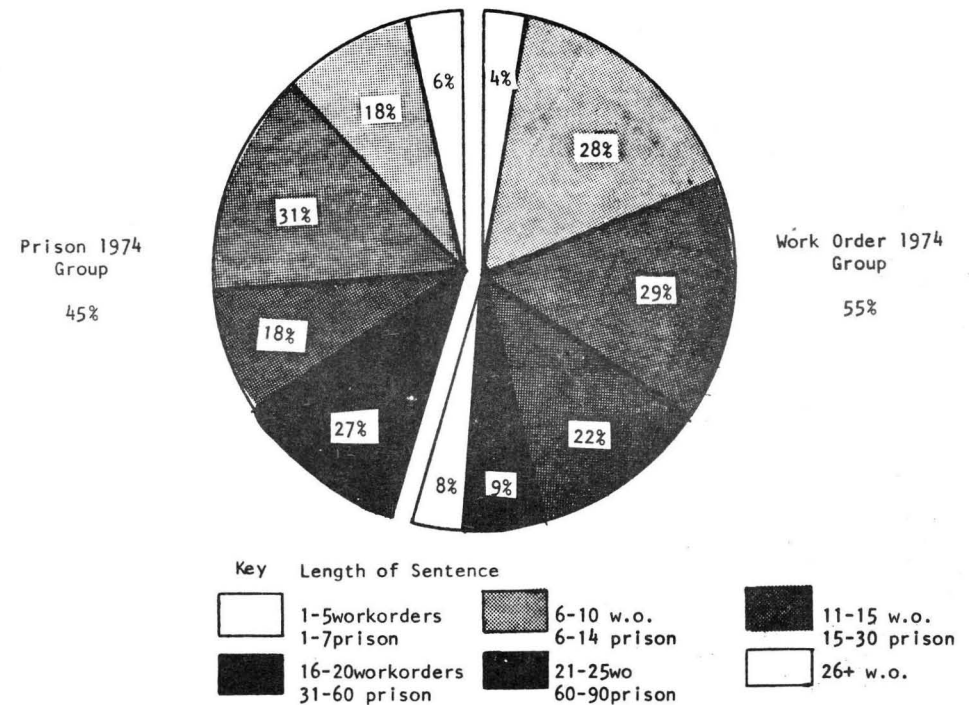 6%
4%
18%
28%
31%
Prison 1974
Group
45%
Work Order 1974
Group
55%
29%
18%
27%
22%
8%
9%
Key Length of Sentence
1-5workorders
1-7prison
6-10 w.o.
6-14 prison
11-15 w.o.
15-30 prison
16-20workorders
31-60 prison
21-25wo
60-90prison
26+ w.o.